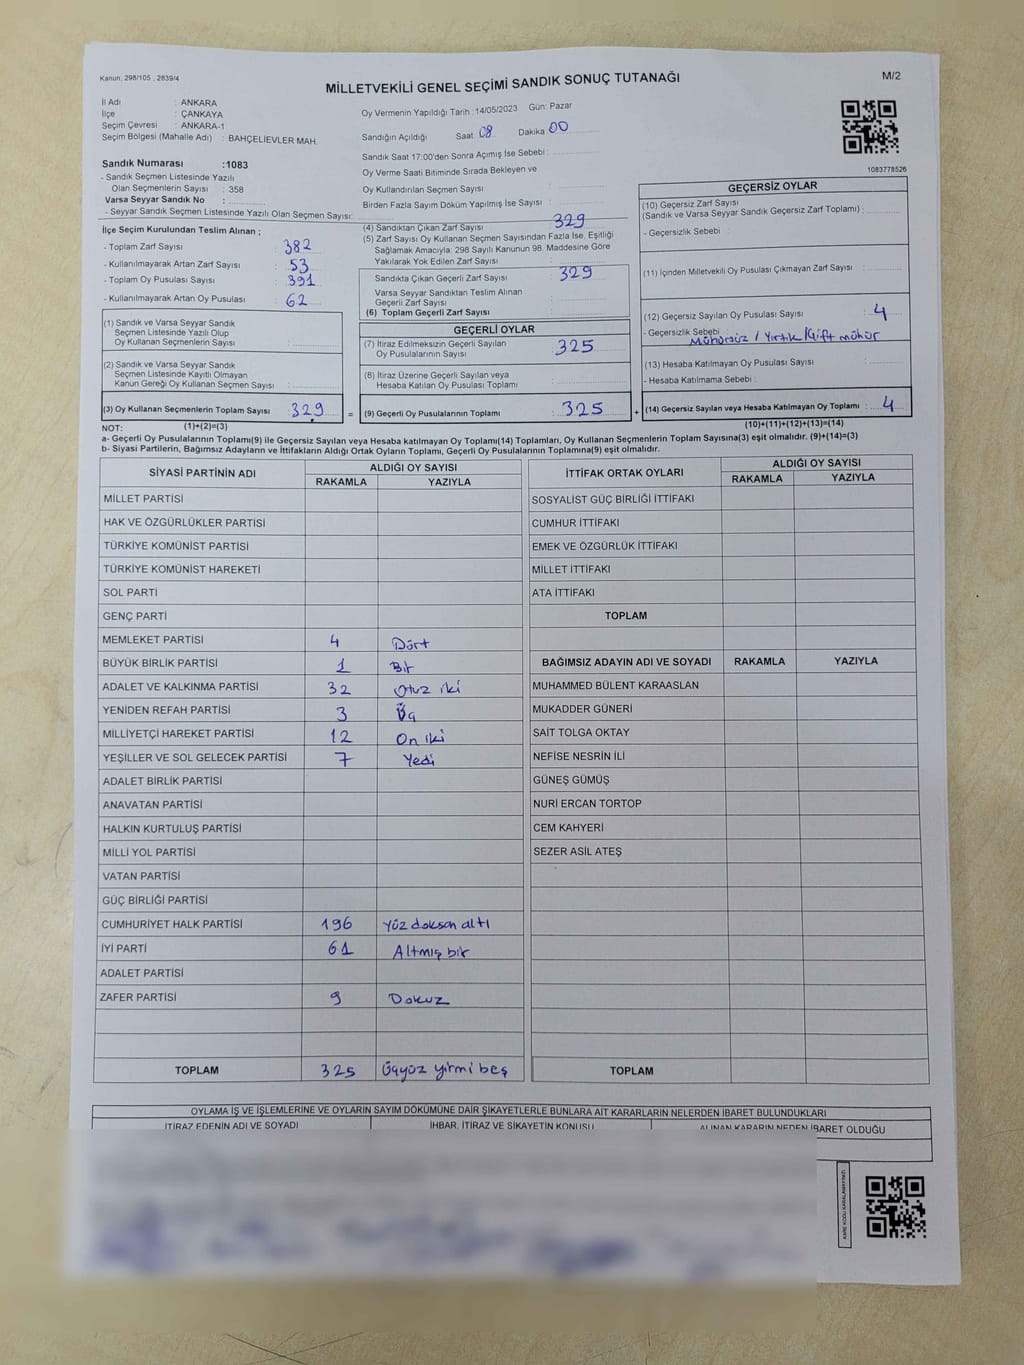 Kanun, 298/105 , 2839/4
MİLLETVEKİLİ GENEL SEÇİMİ SANDIK SONUÇ TUTANAĞI
M/2
İl Adı : ANKARA
İlçe : ÇANKAYA
Seçim Çevresi : ANKARA-1
Seçim Bölgesi (Mahalle Adı) : BAHÇELİEVLER MAH.
Sandık Numarası :1083
- Sandık Seçmen Listesinde Yazılı
Olan Seçmenlerin Sayısı : 358
Varsa Seyyar Sandık No :
- Seyyar Sandık Seçmen Listesinde Yazılı Olan Seçmen Sayısı:
Oy Vermenin Yapıldığı Tarih : 14/05/2023 Gün: Pazar
Sandığın Açıldığı Saat: 08 Dakika 00
Sandık Saat 17:00'den Sonra Açımış İse Sebebi :
Oy Verme Saati Bitiminde Sırada Bekleyen ve
Oy Kullandırılan Seçmen Sayısı :
Birden Fazla Sayım Döküm Yapılmış İse Sayısı :
1083778526
İlçe Seçim Kurulundan Teslim Alınan ;
- Toplam Zarf Sayısı : 382
- Kullanılmayarak Artan Zarf Sayısı : 53
- Toplam Oy Pusulası Sayısı : 391
- Kullanılmayarak Artan Oy Pusulası : 62
(1) Sandık ve Varsa Seyyar Sandık
Seçmen Listesinde Yazılı Olup
Oy Kullanan Seçmenlerin Sayısı :
(2) Sandık ve Varsa Seyyar Sandık
Seçmen Listesinde Kayıtlı Olmayan
Kanun Gereği Oy Kullanan Seçmen Sayısı :
(3) Oy Kullanan Seçmenlerin Toplam Sayısı : 329 =
(4) Sandıktan Çıkan Zarf Sayısı : 329
(5) Zarf Sayısı Oy Kullanan Seçmen Sayısından Fazla İse, Eşitliği
Sağlamak Amacıyla: 298 Sayılı Kanunun 98. Maddesine Göre
Yakılarak Yok Edilen Zarf Sayısı :
Sandıkta Çıkan Geçerli Zarf Sayısı : 329
Varsa Seyyar Sandıktan Teslim Alınan
Geçerli Zarf Sayısı :
(6) Toplam Geçerli Zarf Sayısı :
GEÇERLİ OYLAR
(7) İtiraz Edilmeksizin Geçerli Sayılan
Oy Pusulalarının Sayısı : 325
(8) İtiraz Üzerine Geçerli Sayılan veya
Hesaba Katılan Oy Pusulası Toplamı :
(9) Geçerli Oy Pusulalarının Toplamı : 325 +
GEÇERSİZ OYLAR
(10) Geçersiz Zarf Sayısı
(Sandık ve Varsa Seyyar Sandık Geçersiz Zarf Toplamı) :
- Geçersizlik Sebebi :
(11) İçinden Milletvekili Oy Pusulası Çıkmayan Zarf Sayısı :
(12) Geçersiz Sayılan Oy Pusulası Sayısı : 4
- Geçersizlik Sebebi : Mühürsüz / Yırtık / Çift mühür
(13) Hesaba Katılmayan Oy Pusulası Sayısı :
- Hesaba Katılmama Sebebi :
(14) Geçersiz Sayılan veya Hesaba Katılmayan Oy Toplamı : 4
NOT: (1)+(2)=(3)
(10)+(11)+(12)+(13)=(14)
a- Geçerli Oy Pusulalarının Toplamı(9) ile Geçersiz Sayılan veya Hesaba katılmayan Oy Toplamı(14) Toplamları, Oy Kullanan Seçmenlerin Toplam Sayısına(3) eşit olmalıdır. (9)+(14)=(3)
b- Siyasi Partilerin, Bağımsız Adayların ve İttifakların Aldığı Ortak Oyların Toplamı, Geçerli Oy Pusulalarının Toplamına(9) eşit olmalıdır.
SİYASİ PARTİNİN ADI ALDIĞI OY SAYISI
RAKAMLA YAZIYLA
MİLLET PARTİSİ
HAK VE ÖZGÜRLÜKLER PARTİSİ
TÜRKİYE KOMÜNİST PARTİSİ
TÜRKİYE KOMÜNİST HAREKETİ
SOL PARTİ
GENÇ PARTİ
MEMLEKET PARTİSİ 4 Dört
BÜYÜK BİRLİK PARTİSİ 1 Bir
ADALET VE KALKINMA PARTİSİ 32 Otuz iki
YENİDEN REFAH PARTİSİ 3 Üç
MİLLİYETÇİ HAREKET PARTİSİ 12 On iki
YEŞİLLER VE SOL GELECEK PARTİSİ 7 Yedi
ADALET BİRLİK PARTİSİ
ANAVATAN PARTİSİ
HALKIN KURTULUŞ PARTİSİ
MİLLİ YOL PARTİSİ
VATAN PARTİSİ
GÜÇ BİRLİĞİ PARTİSİ
CUMHURİYET HALK PARTİSİ 196 Yüz doksan altı
İYİ PARTİ 61 Altmış bir
ADALET PARTİSİ
ZAFER PARTİSİ 9 Dokuz
TOPLAM 325 Üçyüz yirmi beş
İTTİFAK ORTAK OYLARI ALDIĞI OY SAYISI
RAKAMLA YAZIYLA
SOSYALİST GÜÇ BİRLİĞİ İTTİFAKI
CUMHUR İTTİFAKI
EMEK VE ÖZGÜRLÜK İTTİFAKI
MİLLET İTTİFAKI
ATA İTTİFAKI
TOPLAM
BAĞIMSIZ ADAYIN ADI VE SOYADI RAKAMLA YAZIYLA
MUHAMMED BÜLENT KARAASLAN
MUKADDER GÜNERİ
SAİT TOLGA OKTAY
NEFİSE NESRİN İLİ
GÜNEŞ GÜMÜŞ
NURİ ERCAN TORTOP
CEM KAHYERİ
SEZER ASİL ATEŞ
TOPLAM
OYLAMA İŞ VE İŞLEMLERİNE VE OYLARIN SAYIM DÖKÜMÜNE DAİR ŞİKAYETLERLE BUNLARA AİT KARARLARIN NELERDEN İBARET BULUNDUKLARI
İTİRAZ EDENİN ADI VE SOYADI İHBAR, İTİRAZ VE ŞİKAYETİN KONUSU ALINAN KARARIN NEDEN İBARET OLDUĞU
KARE KODU KARALAMAYINIZ!